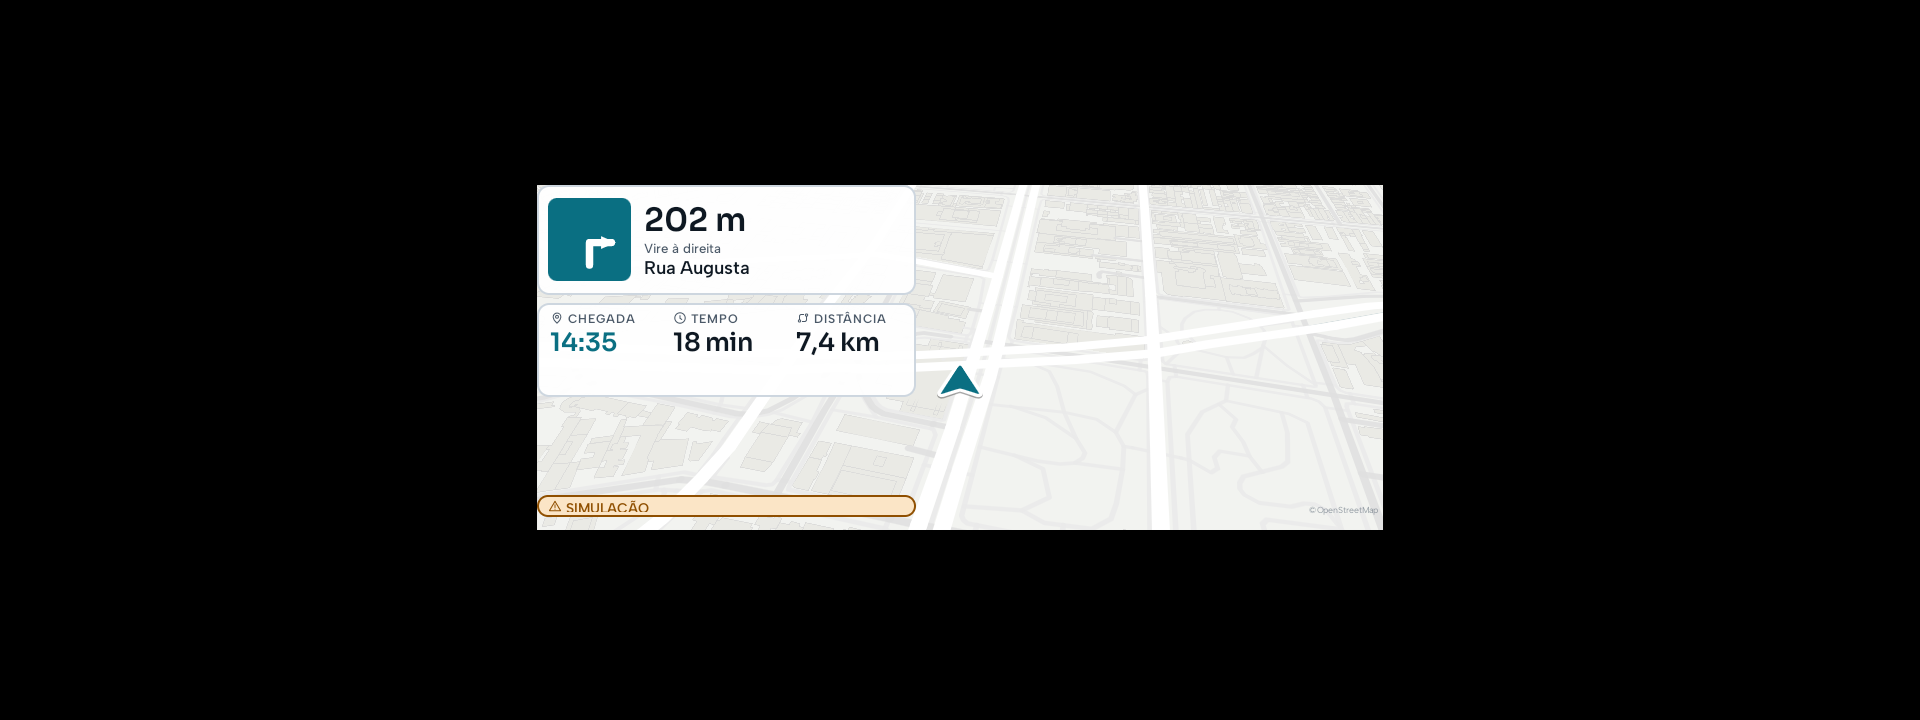 202 m
Vire à direita
Rua Augusta
CHEGADA TEMPO DISTÂNCIA
14:35 18 min 7,4 km
SIMULAÇÃO
© OpenStreetMap